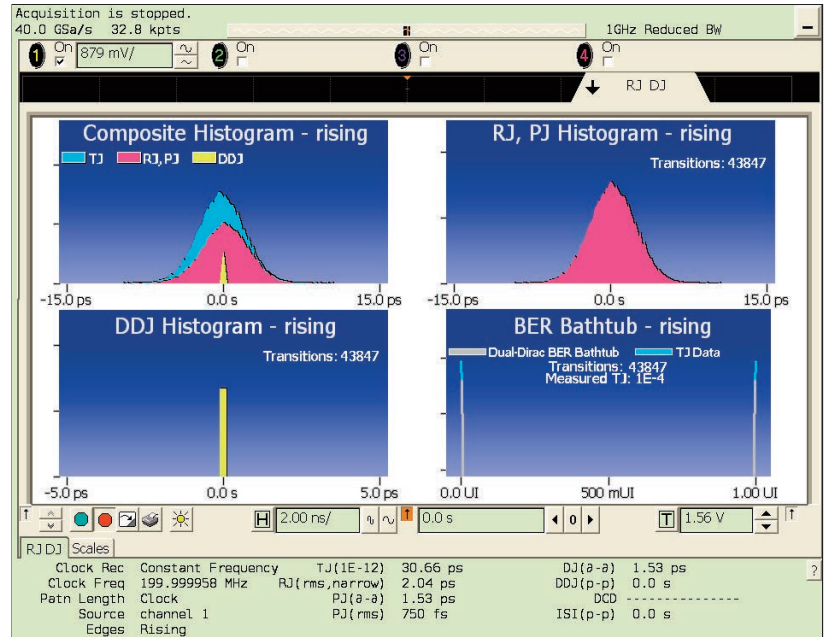 Acquisition is stopped.
40.0 GSa/s 32.8 kpts 1GHz Reduced BW
1 On 879 mV/ 2 On 3 On 4 On
RJ DJ
Composite Histogram - rising
TJ RJ, PJ DDJ
-15.0 ps 0.0 s 15.0 ps
RJ, PJ Histogram - rising
Transitions: 43847
-15.0 ps 0.0 s 15.0 ps
DDJ Histogram - rising
Transitions: 43847
-5.0 ps 0.0 s 5.0 ps
BER Bathtub - rising
Dual-Dirac BER Bathtub TJ Data
Transitions: 43847
Measured TJ: 1E-4
0.0 UI 500 mUI 1.00 UI
H 2.00 ns/ 0.0 s 0 T 1.56 V
RJ DJ Scales
Clock Rec Constant Frequency TJ(1E-12) 30.66 ps DJ(∂-∂) 1.53 ps ?
Clock Freq 199.999958 MHz RJ(rms,narrow) 2.04 ps DDJ(p-p) 0.0 s
Patn Length Clock PJ(∂-∂) 1.53 ps DCD ---------------
Source channel 1 PJ(rms) 750 fs ISI(p-p) 0.0 s
Edges Rising